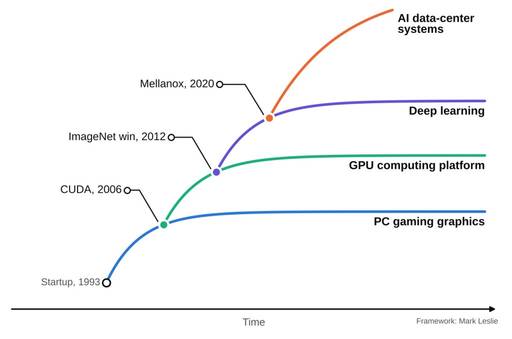 AI data-center
systems
Mellanox, 2020
Deep learning
ImageNet win, 2012
GPU computing platform
CUDA, 2006
PC gaming graphics
Startup, 1993
Time
Framework: Mark Leslie